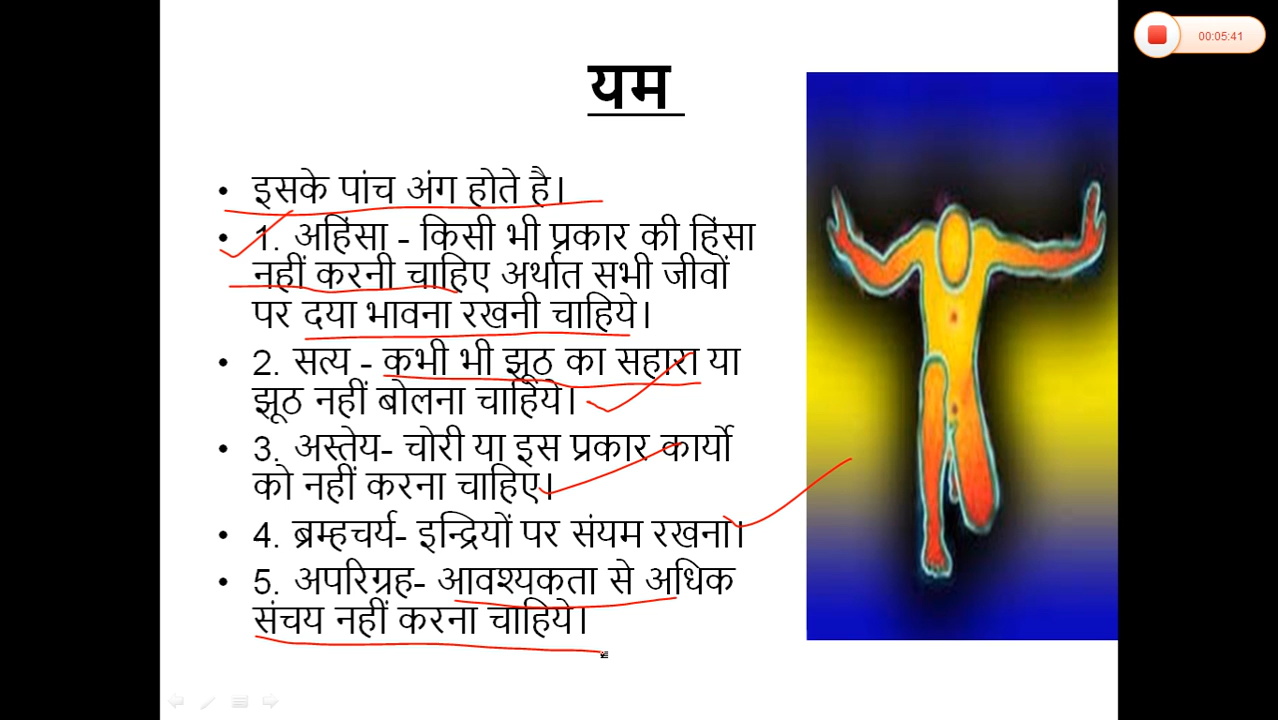 00:05:41
यम
• इसके पांच अंग होते है।
• 1. अहिंसा - किसी भी प्रकार की हिंसा
नहीं करनी चाहिए अर्थात सभी जीवों
पर दया भावना रखनी चाहिये।
• 2. सत्य - कभी भी झूठ का सहारा या
झूठ नहीं बोलना चाहिये।
• 3. अस्तेय- चोरी या इस प्रकार कार्यो
को नहीं करना चाहिए।
• 4. ब्रम्हचर्य- इन्द्रियों पर संयम रखना।
• 5. अपरिग्रह- आवश्यकता से अधिक
संचय नहीं करना चाहिये।